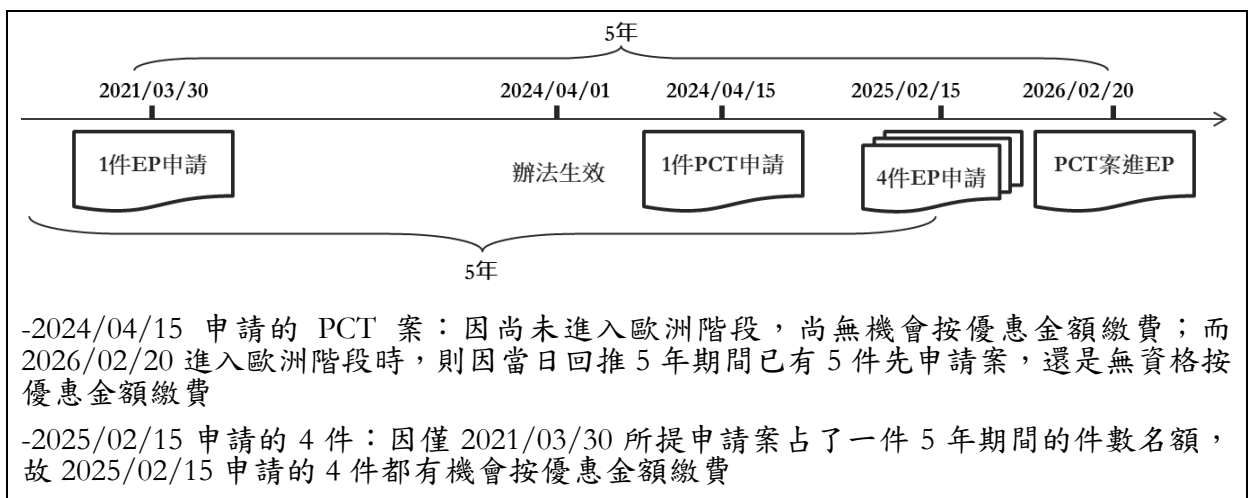 5年
2021/03/30 2024/04/01 2024/04/15 2025/02/15 2026/02/20
1件EP申請 辦法生效 1件PCT申請 4件EP申請 PCT案進EP
5年
-2024/04/15 申請的 PCT 案：因尚未進入歐洲階段，尚無機會按優惠金額繳費；而
2026/02/20 進入歐洲階段時，則因當日回推 5 年期間已有 5 件先申請案，還是無資格按
優惠金額繳費
-2025/02/15 申請的 4 件：因僅 2021/03/30 所提申請案占了一件 5 年期間的件數名額，
故 2025/02/15 申請的 4 件都有機會按優惠金額繳費